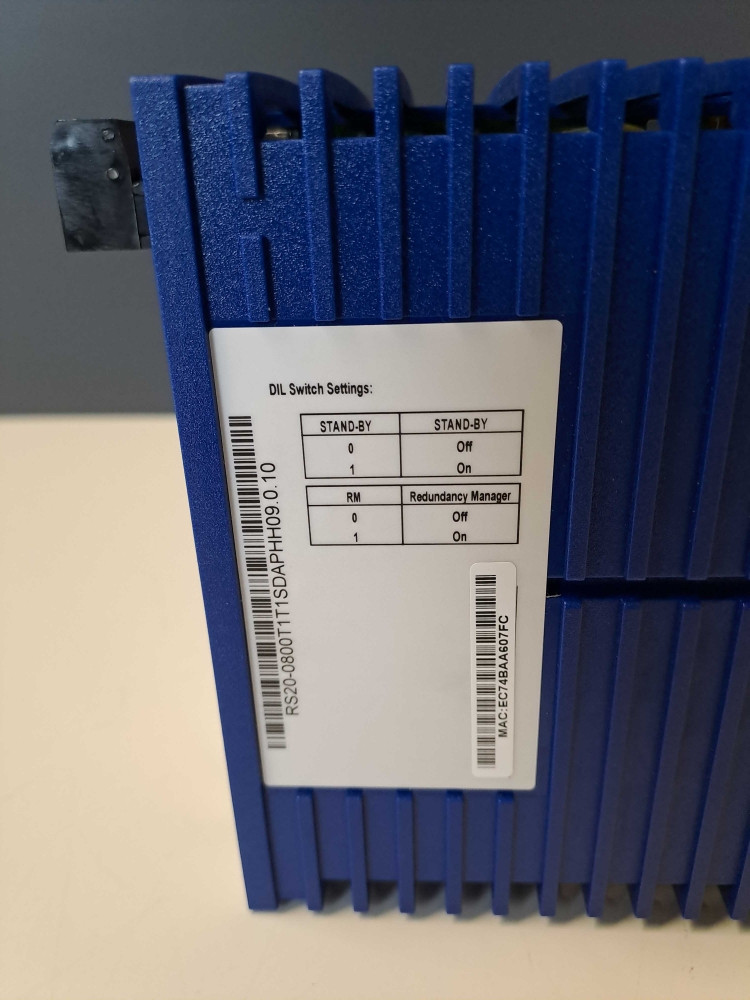 DIL Switch Settings:
STAND-BY STAND-BY
0 Off
1 On
RM Redundancy Manager
0 Off
1 On
RS20-0800T1T1SDAPHH09.0.10
MAC:EC74BAA607FC